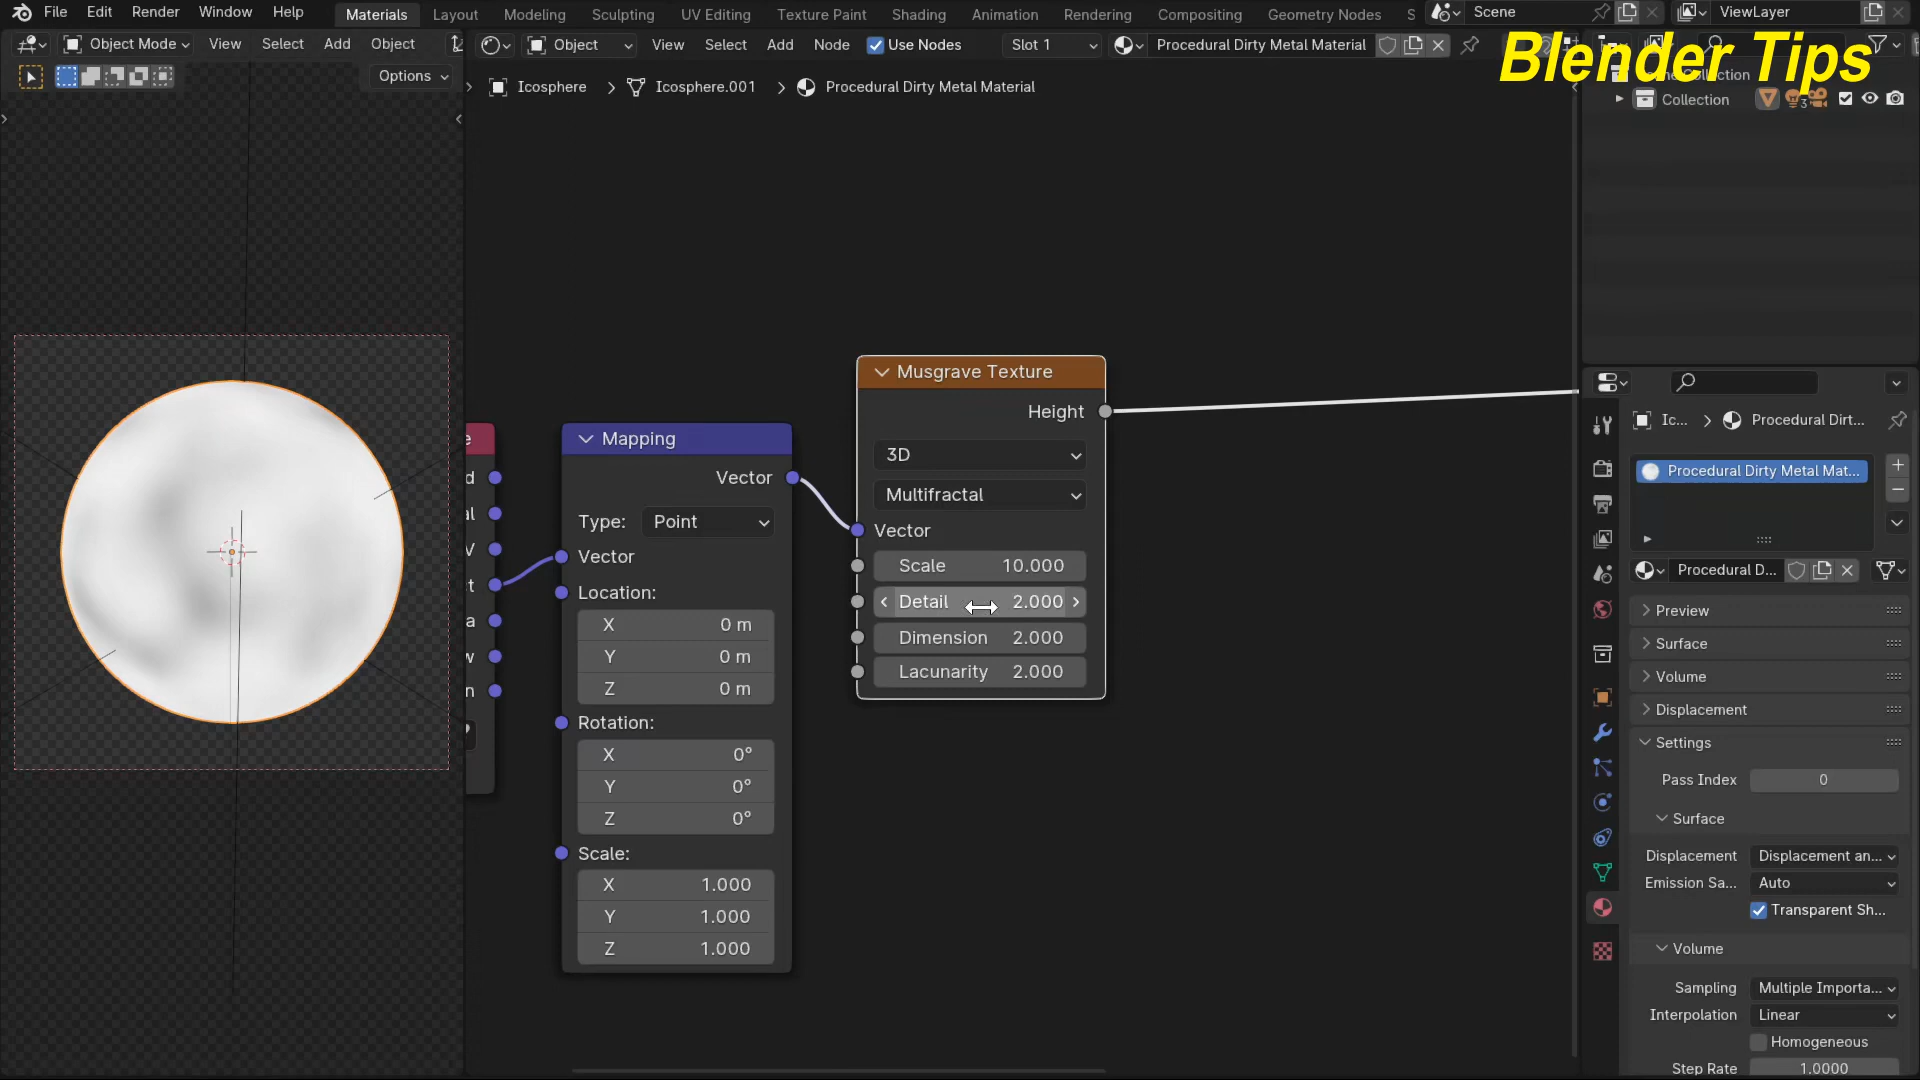 File Edit Render Window Help
Materials Layout Modeling Sculpting UV Editing Texture Paint Shading Animation Rendering Compositing Geometry Nodes S
Scene
ViewLayer
Object Mode View Select Add Object
Object View Select Add Node Use Nodes Slot 1 Procedural Dirty Metal Material
Blender Tips
Options
Icosphere > Icosphere.001 > Procedural Dirty Metal Material
Collection
Collection
3
Musgrave Texture
Height
3D
Multifractal
Vector
Scale 10.000
Detail 2.000
Dimension 2.000
Lacunarity 2.000
e
d
al
V
t
a
w
n
Mapping
Vector
Type: Point
Vector
Location:
X 0 m
Y 0 m
Z 0 m
Rotation:
X 0°
Y 0°
Z 0°
Scale:
X 1.000
Y 1.000
Z 1.000
Ic... > Procedural Dirt...
Procedural Dirty Metal Mat...
Procedural D...
Preview
Surface
Volume
Displacement
Settings
Pass Index 0
Surface
Displacement Displacement an...
Emission Sa... Auto
Transparent Sh...
Volume
Sampling Multiple Importa...
Interpolation Linear
Homogeneous
Step Rate 1.0000